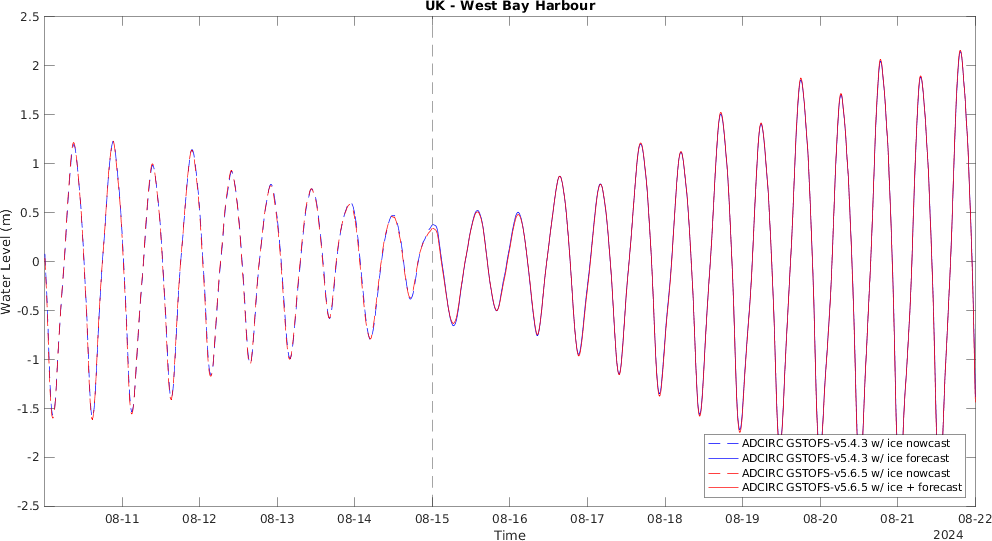 UK - West Bay Harbour
2.5
2
1.5
1
0.5
0
-0.5
-1
-1.5
-2
-2.5
Water Level (m)
ADCIRC GSTOFS-v5.4.3 w/ ice nowcast
ADCIRC GSTOFS-v5.4.3 w/ ice forecast
ADCIRC GSTOFS-v5.6.5 w/ ice nowcast
ADCIRC GSTOFS-v5.6.5 w/ ice + forecast
08-11 08-12 08-13 08-14 08-15 08-16 08-17 08-18 08-19 08-20 08-21 08-22
Time
2024